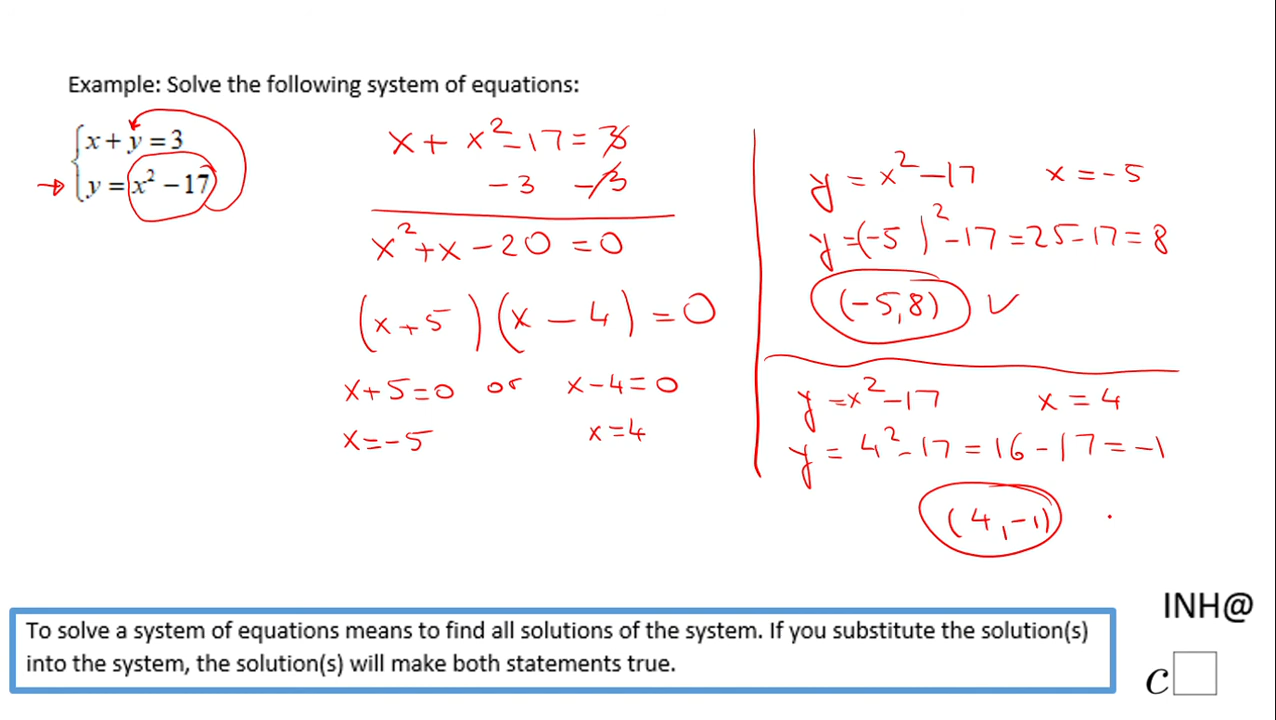 Example: Solve the following system of equations:
x + y = 3
y = x² − 17
x + x² − 17 = 3
− 3 − 3
x² + x − 20 = 0
(x + 5)(x − 4) = 0
x + 5 = 0 or x − 4 = 0
x = − 5 x = 4
y = x² − 17 x = − 5
y = (−5)² − 17 = 25 − 17 = 8
(−5, 8) ✓
y = x² − 17 x = 4
y = 4² − 17 = 16 − 17 = −1
(4, −1)
To solve a system of equations means to find all solutions of the system. If you substitute the solution(s)
into the system, the solution(s) will make both statements true.
INH@
c